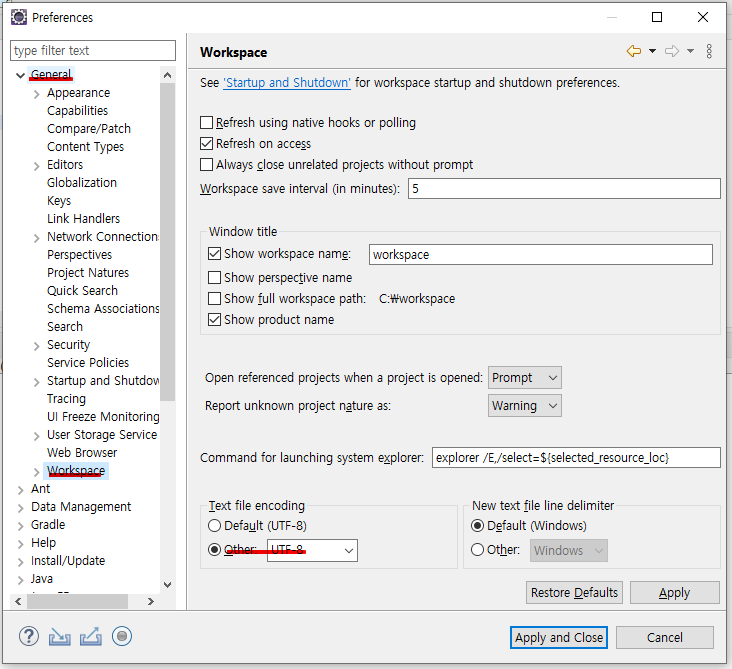 Preferences
type filter text
General
Appearance
Capabilities
Compare/Patch
Content Types
Editors
Globalization
Keys
Link Handlers
Network Connection
Perspectives
Project Natures
Quick Search
Schema Associations
Search
Security
Service Policies
Startup and Shutdow
Tracing
UI Freeze Monitoring
User Storage Service
Web Browser
Workspace
Ant
Data Management
Gradle
Help
Install/Update
Java
Workspace
See 'Startup and Shutdown' for workspace startup and shutdown preferences.
Refresh using native hooks or polling
Refresh on access
Always close unrelated projects without prompt
Workspace save interval (in minutes): 5
Window title
Show workspace name: workspace
Show perspective name
Show full workspace path: C:₩workspace
Show product name
Open referenced projects when a project is opened: Prompt
Report unknown project nature as: Warning
Command for launching system explorer: explorer /E,/select=${selected_resource_loc}
Text file encoding
Default (UTF-8)
Other: UTF-8
New text file line delimiter
Default (Windows)
Other: Windows
Restore Defaults Apply
Apply and Close Cancel